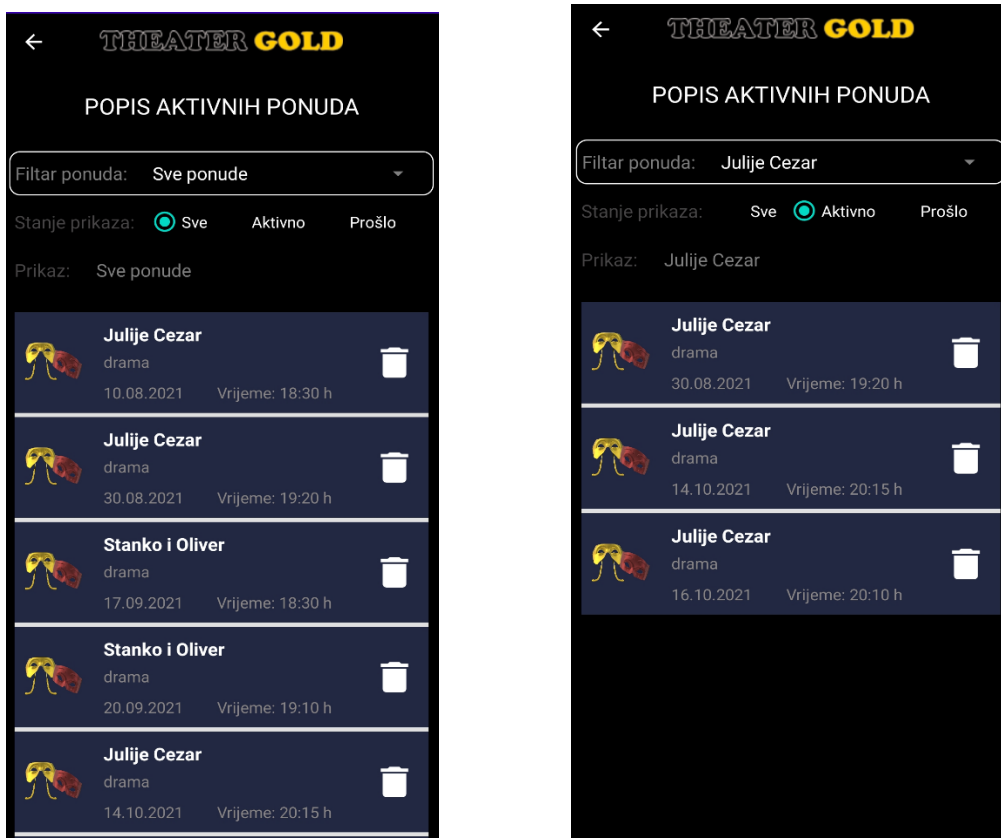 THEATER GOLD
POPIS AKTIVNIH PONUDA
Filtar ponuda: Sve ponude
Stanje prikaza: Sve Aktivno Prošlo
Prikaz: Sve ponude
Julije Cezar
drama
10.08.2021 Vrijeme: 18:30 h
Julije Cezar
drama
30.08.2021 Vrijeme: 19:20 h
Stanko i Oliver
drama
17.09.2021 Vrijeme: 18:30 h
Stanko i Oliver
drama
20.09.2021 Vrijeme: 19:10 h
Julije Cezar
drama
14.10.2021 Vrijeme: 20:15 h
THEATER GOLD
POPIS AKTIVNIH PONUDA
Filtar ponuda: Julije Cezar
Stanje prikaza: Sve Aktivno Prošlo
Prikaz: Julije Cezar
Julije Cezar
drama
30.08.2021 Vrijeme: 19:20 h
Julije Cezar
drama
14.10.2021 Vrijeme: 20:15 h
Julije Cezar
drama
16.10.2021 Vrijeme: 20:10 h